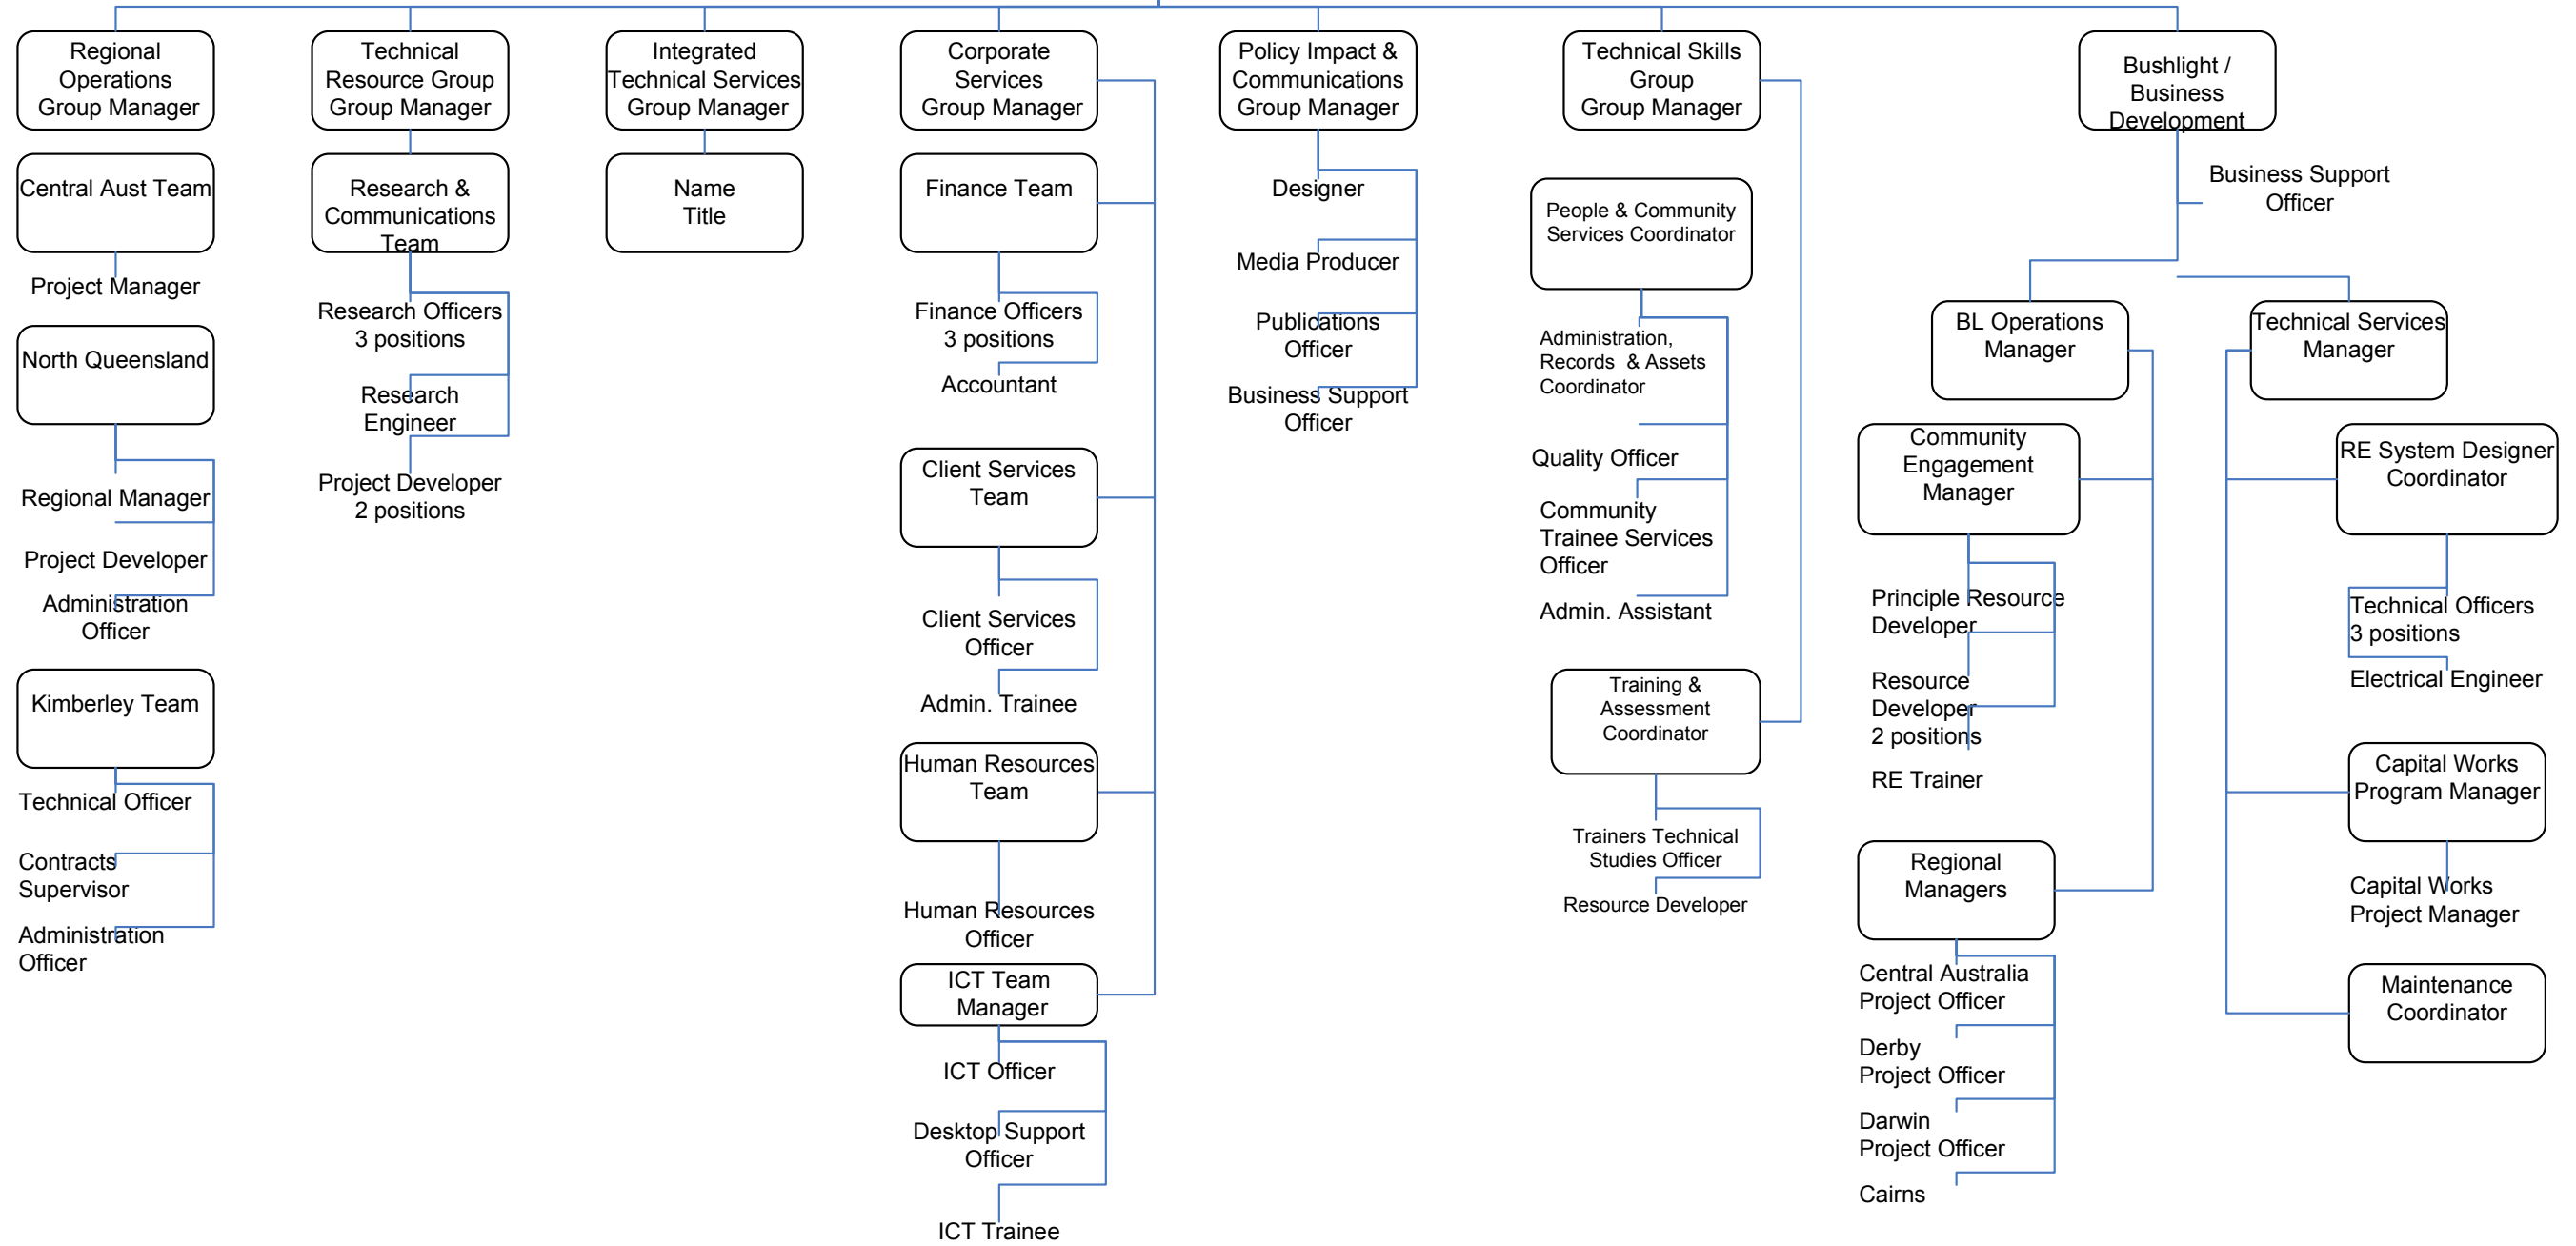 Regional
Operations
Group Manager
Central Aust Team
Project Manager
North Queensland
Regional Manager
Project Developer
Administration
Officer
Kimberley Team
Technical Officer
Contracts
Supervisor
Administration
Officer
Technical
Resource Group
Group Manager
Research &
Communications
Team
Research Officers
3 positions
Research
Engineer
Project Developer
2 positions
Integrated
Technical Services
Group Manager
Name
Title
Corporate
Services
Group Manager
Finance Team
Finance Officers
3 positions
Accountant
Client Services
Team
Client Services
Officer
Admin. Trainee
Human Resources
Team
Human Resources
Officer
ICT Team
Manager
ICT Officer
Desktop Support
Officer
ICT Trainee
Policy Impact &
Communications
Group Manager
Designer
Media Producer
Publications
Officer
Business Support
Officer
Technical Skills
Group
Group Manager
People & Community
Services Coordinator
Administration,
Records & Assets
Coordinator
Quality Officer
Community
Trainee Services
Officer
Admin. Assistant
Training &
Assessment
Coordinator
Trainers Technical
Studies Officer
Resource Developer
Bushlight /
Business
Development
Business Support
Officer
BL Operations
Manager
Community
Engagement
Manager
Principle Resource
Developer
Resource
Developer
2 positions
RE Trainer
Regional
Managers
Central Australia
Project Officer
Derby
Project Officer
Darwin
Project Officer
Cairns
Technical Services
Manager
RE System Designer
Coordinator
Technical Officers
3 positions
Electrical Engineer
Capital Works
Program Manager
Capital Works
Project Manager
Maintenance
Coordinator